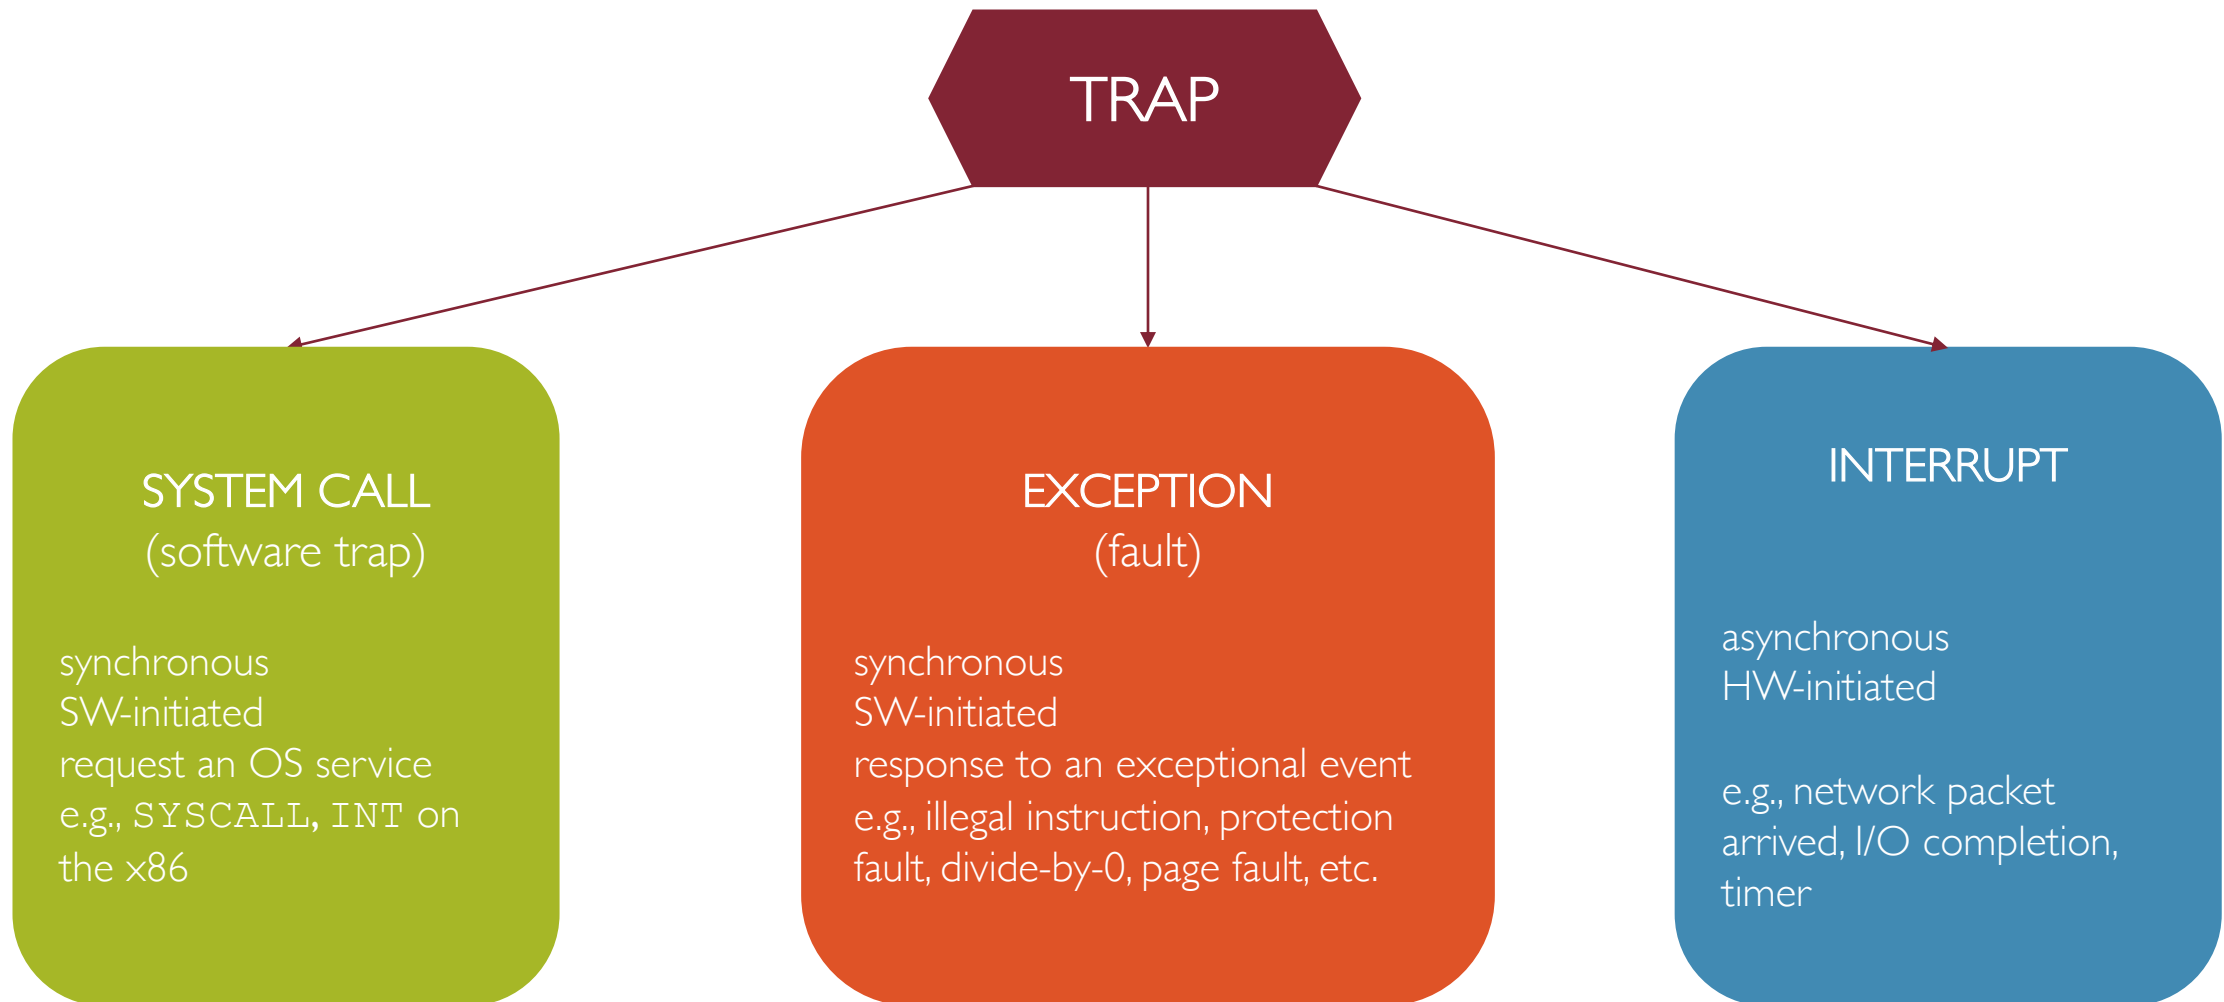 TRAP
SYSTEM CALL
(software trap)
synchronous
SW-initiated
request an OS service
e.g., SYSCALL, INT on
the x86
EXCEPTION
(fault)
synchronous
SW-initiated
response to an exceptional event
e.g., illegal instruction, protection
fault, divide-by-0, page fault, etc.
INTERRUPT
asynchronous
HW-initiated
e.g., network packet
arrived, I/O completion,
timer